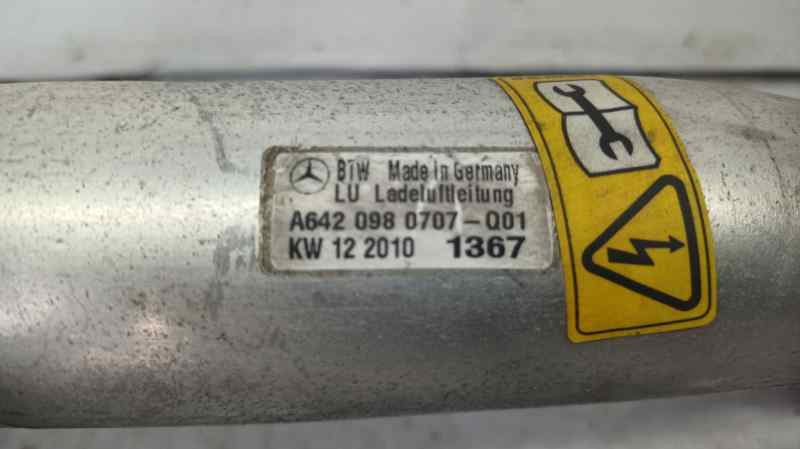 BTW Made in Germany
LU Ladeluftleitung
A642 098 0707-Q01
KW 12 2010 1367